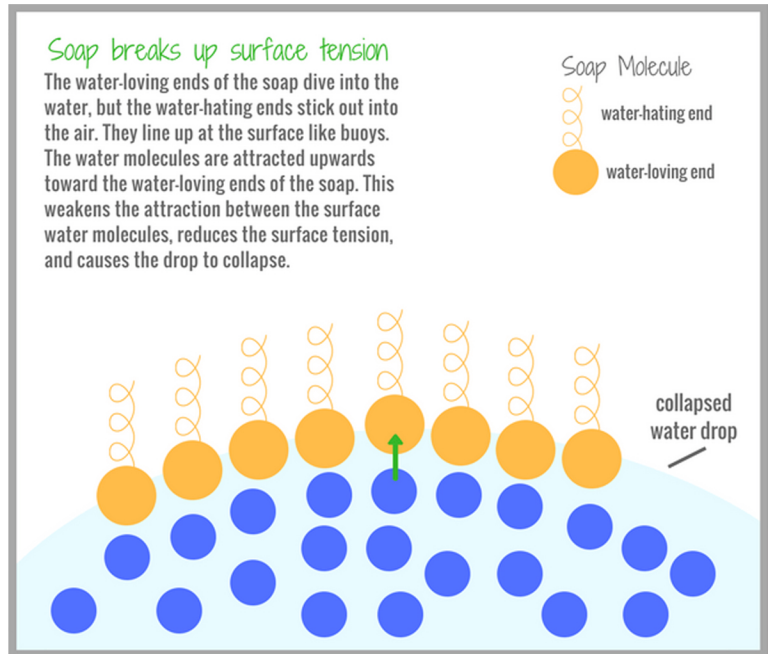 Soap breaks up surface tension
The water-loving ends of the soap dive into the
water, but the water-hating ends stick out into
the air. They line up at the surface like buoys.
The water molecules are attracted upwards
toward the water-loving ends of the soap. This
weakens the attraction between the surface
water molecules, reduces the surface tension,
and causes the drop to collapse.
Soap Molecule
water-hating end
water-loving end
collapsed
water drop